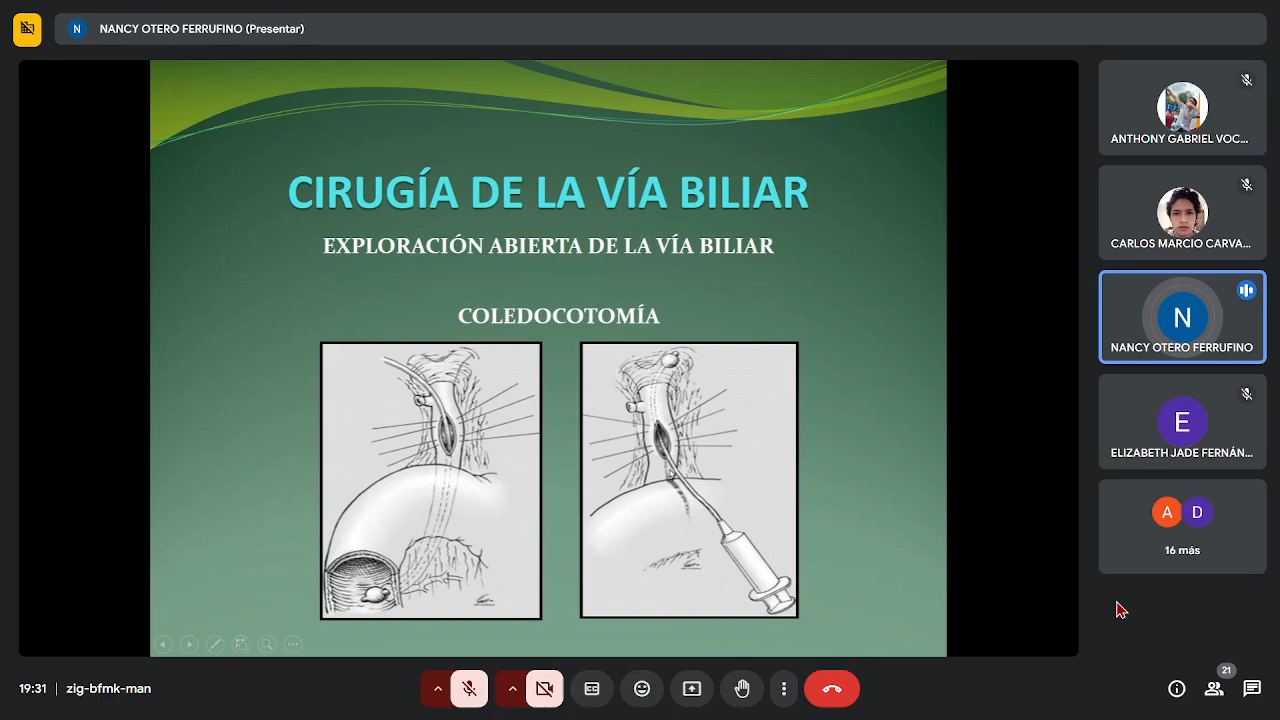 N NANCY OTERO FERRUFINO (Presentar)
CIRUGÍA DE LA VÍA BILIAR
EXPLORACIÓN ABIERTA DE LA VÍA BILIAR
COLEDOCOTOMÍA
ANTHONY GABRIEL VOC...
CARLOS MARCIO CARVA...
N
NANCY OTERO FERRUFINO
E
ELIZABETH JADE FERNÁN...
A D
16 más
19:31 | zig-bfmk-man
21